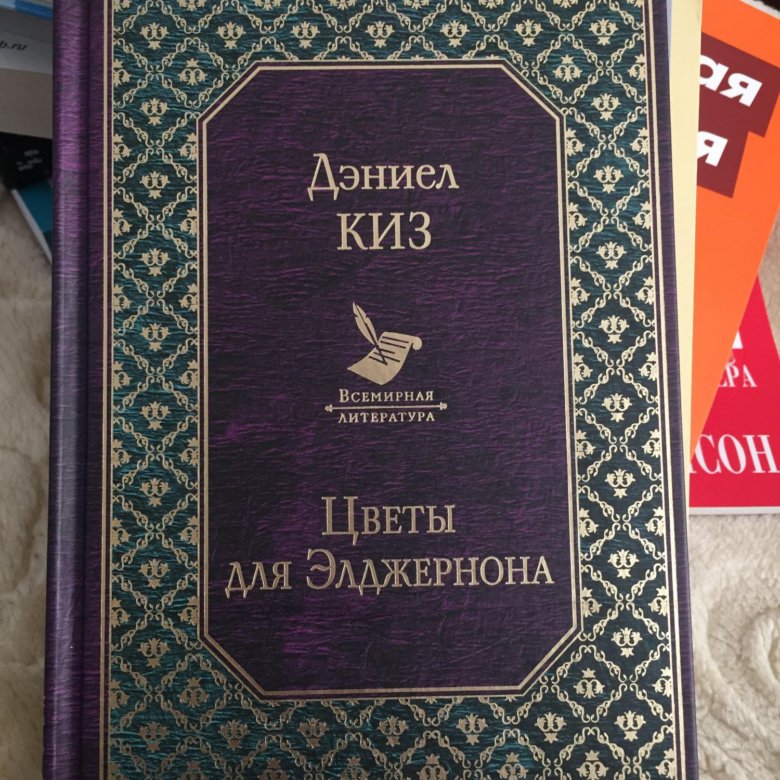 Дэниел
КИЗ
Всемирная
литература
Цветы
для Элджернона